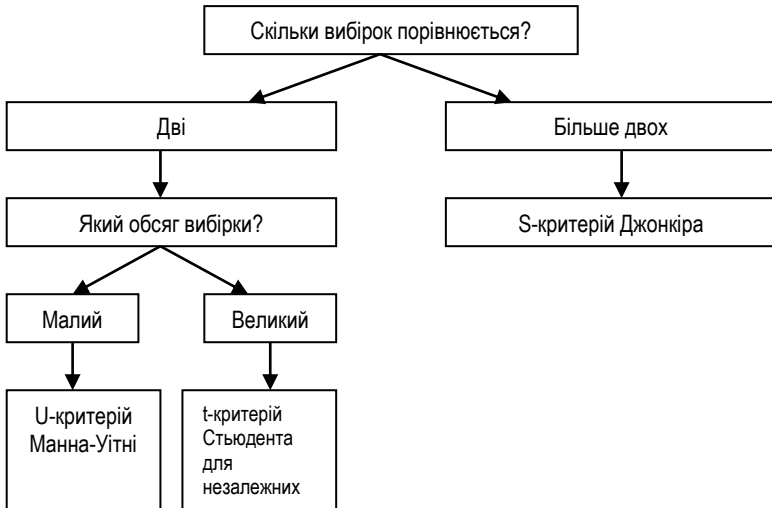 Скільки вибірок порівнюється?
Дві
Більше двох
Який обсяг вибірки?
S-критерій Джонкіра
Малий
Великий
U-критерій
Манна-Уітні
t-критерій
Стьюдента
для
незалежних